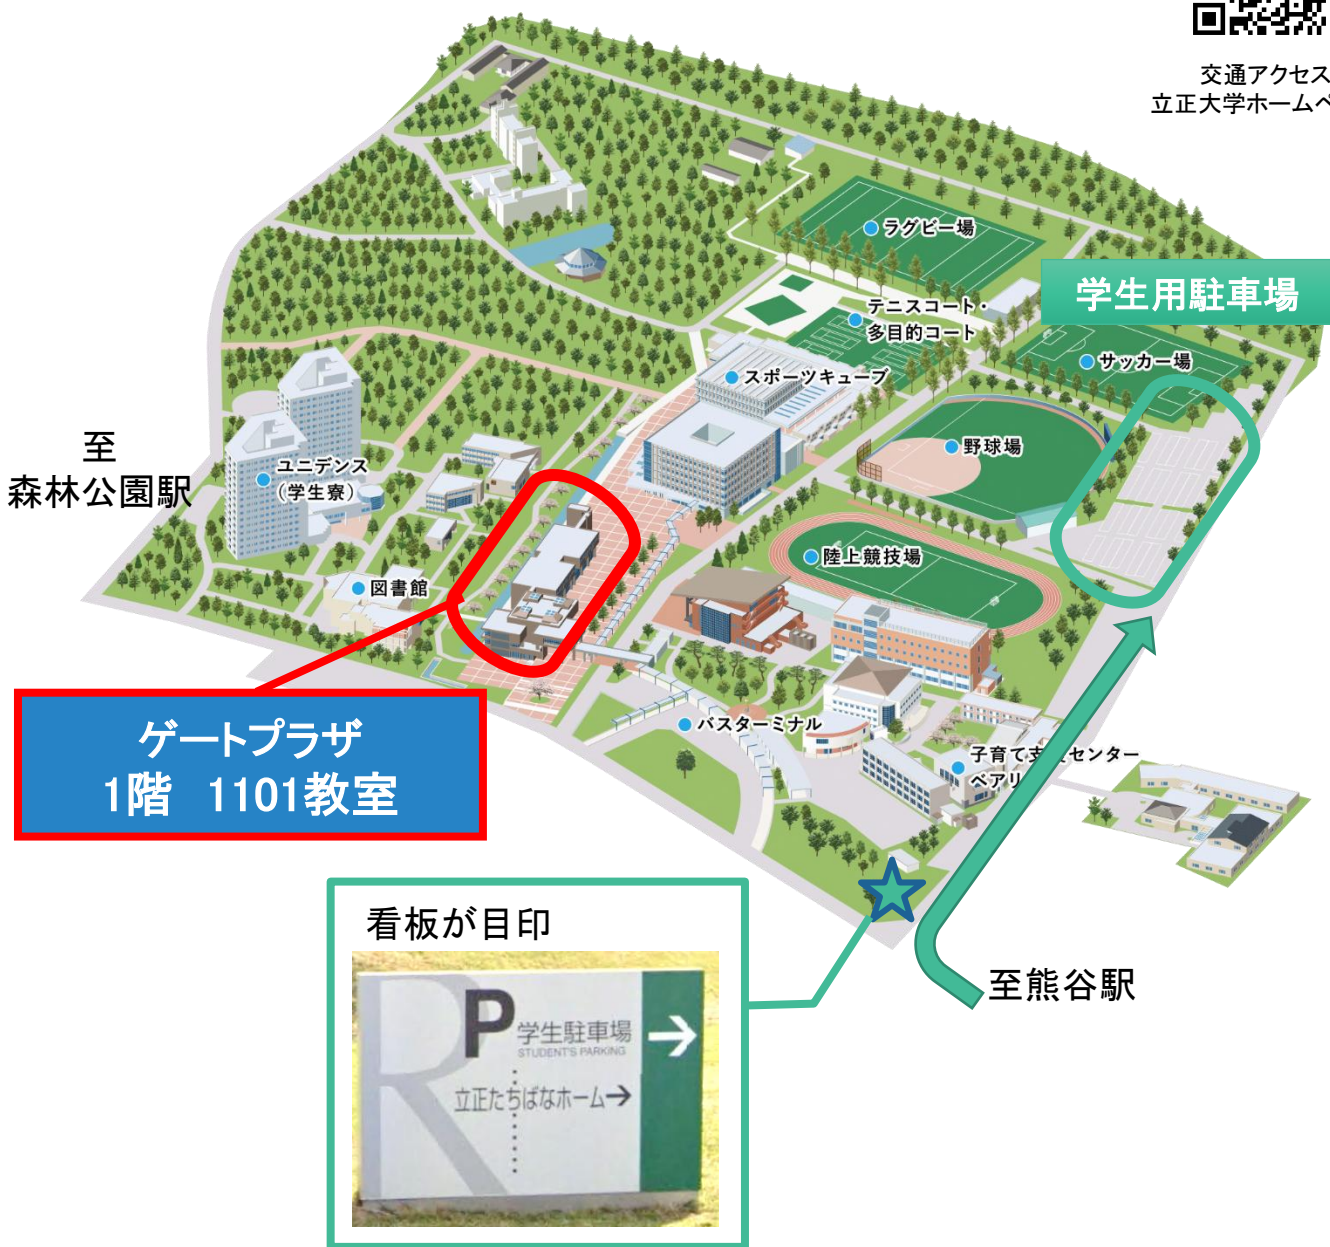 交通アクセス
立正大学ホームペ
ラグビー場
学生用駐車場
テニスコート・
多目的コート
サッカー場
スポーツキューブ
野球場
至
森林公園駅
ユニデンス
(学生寮)
陸上競技場
図書館
ゲートプラザ
1階 1101教室
バスターミナル
子育て支 センター
ベアリ
看板が目印
至熊谷駅
R
P 学生駐車場
STUDENT'S PARKING
立正たちばなホーム→